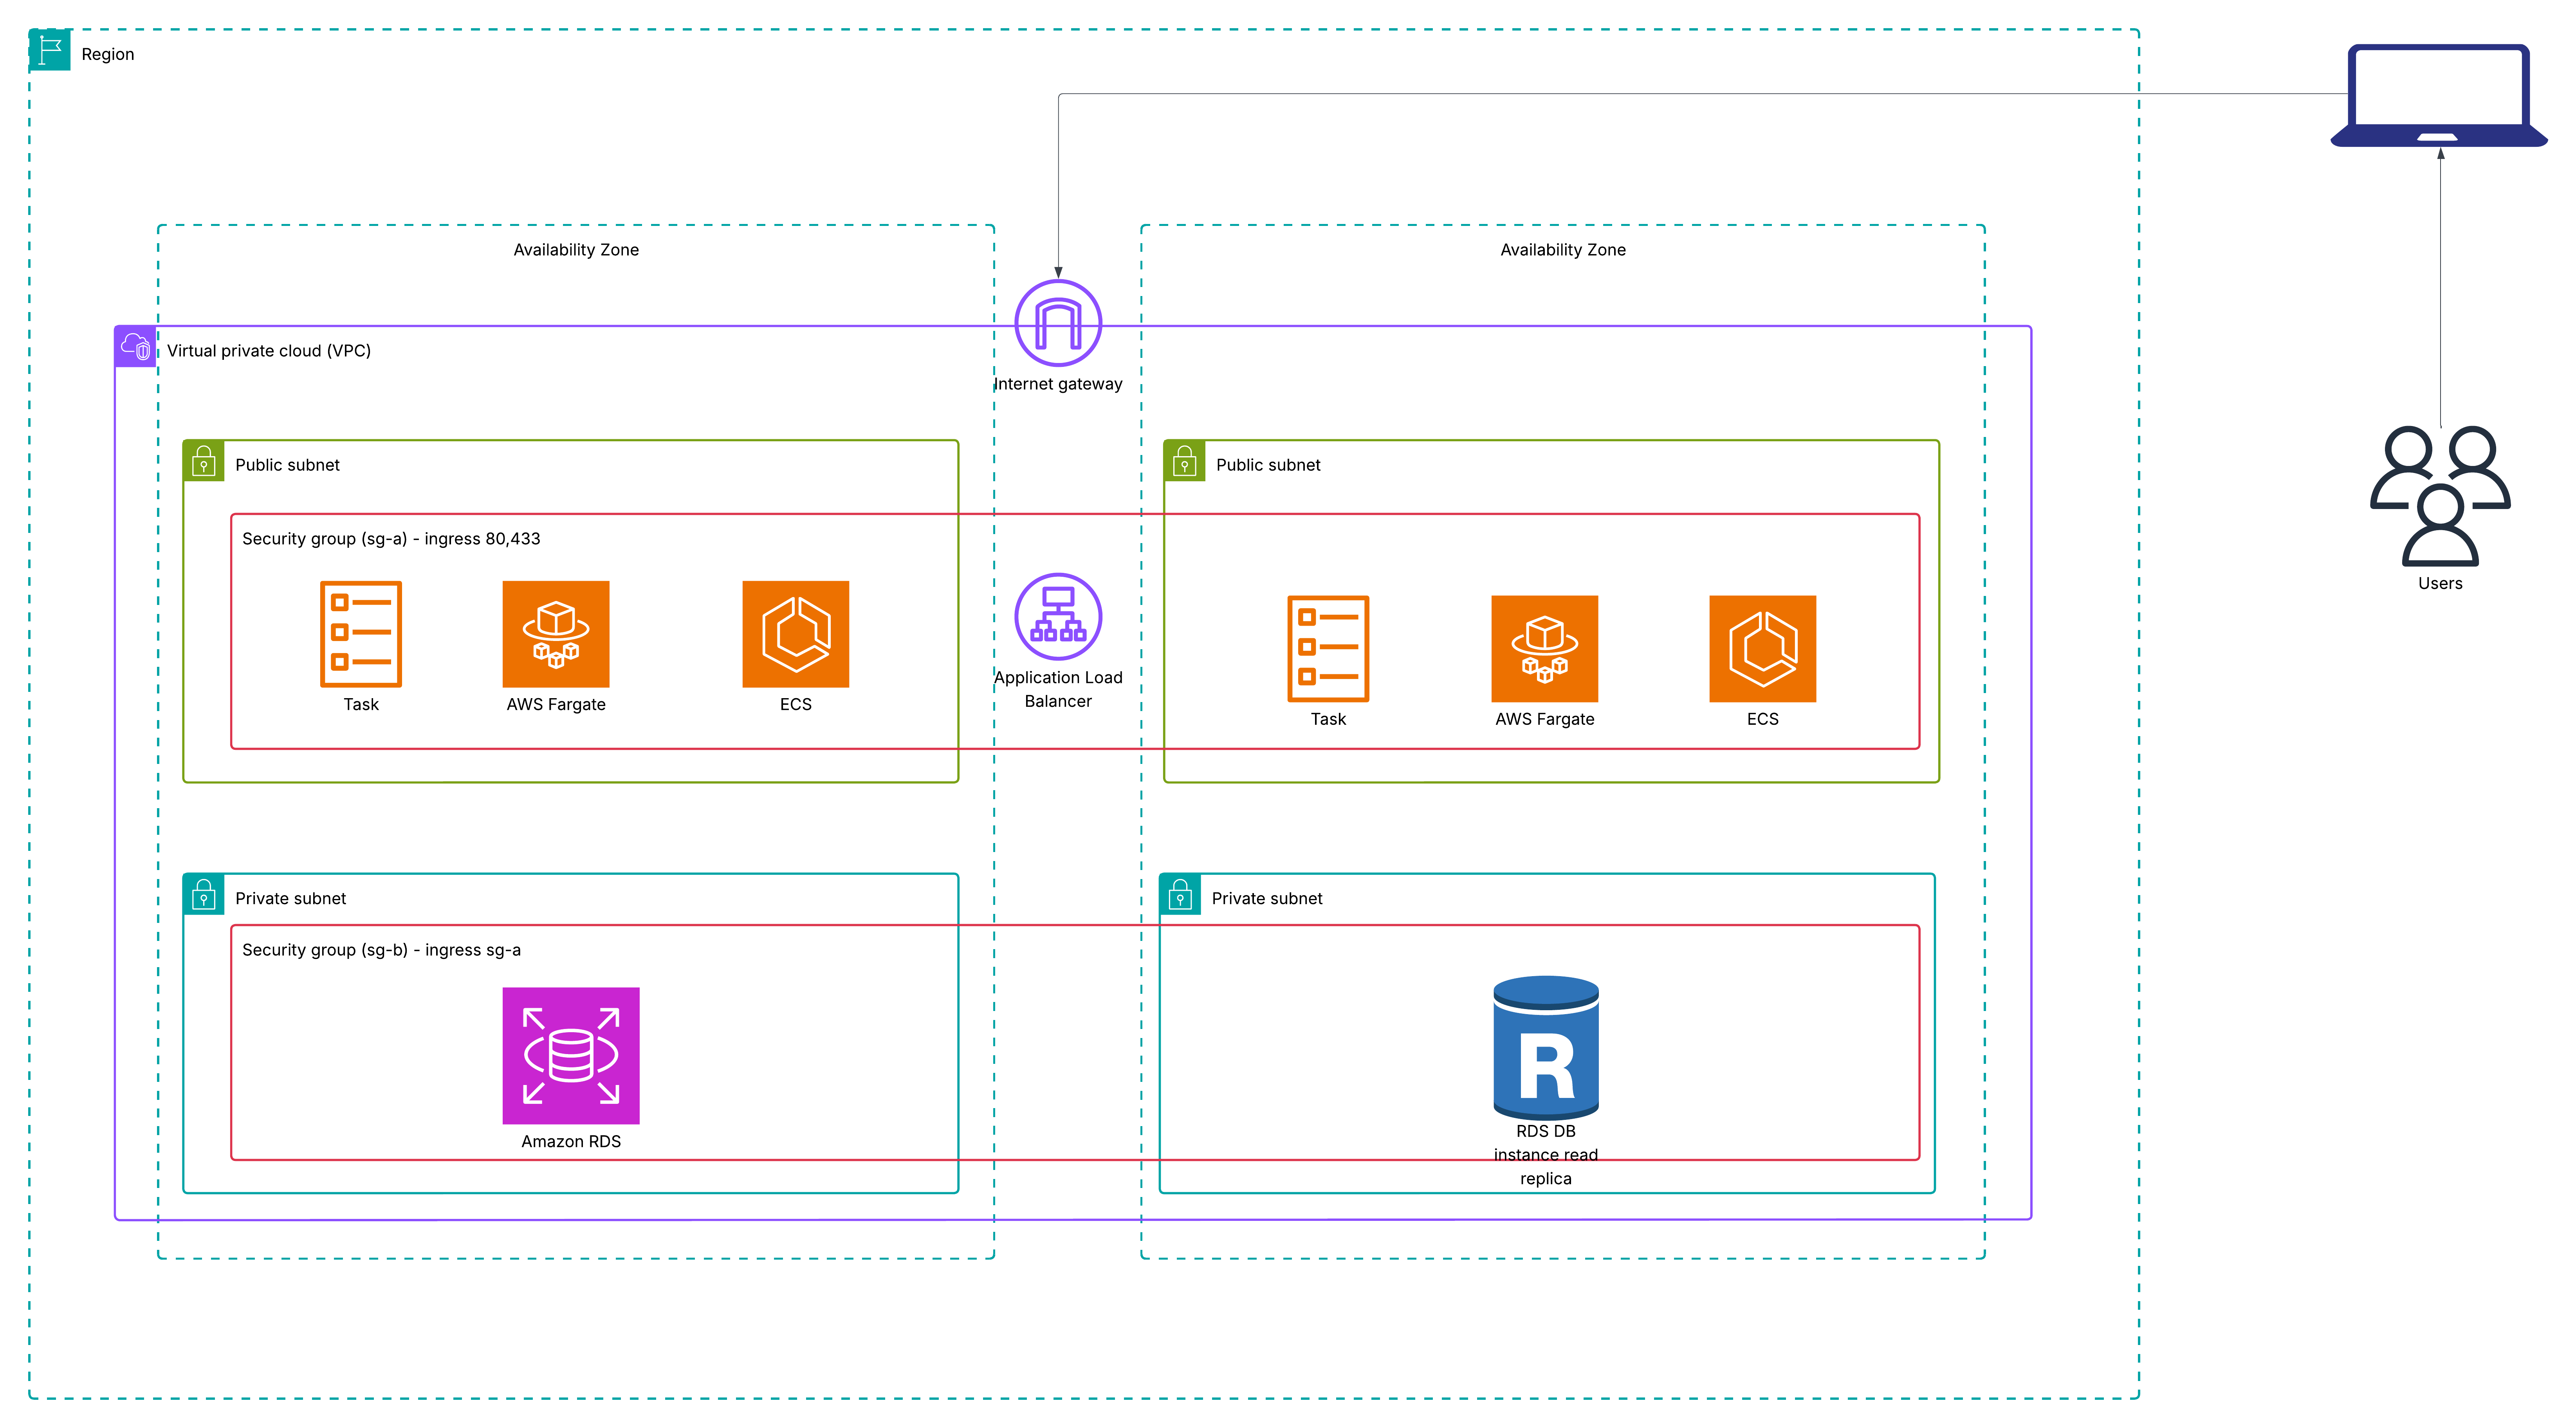 Region
Availability Zone
Availability Zone
Virtual private cloud (VPC)
Internet gateway
Public subnet
Public subnet
Security group (sg-a) - ingress 80,433
Task
AWS Fargate
ECS
Application Load
Balancer
Task
AWS Fargate
ECS
Users
Private subnet
Private subnet
Security group (sg-b) - ingress sg-a
Amazon RDS
R
RDS DB
instance read
replica